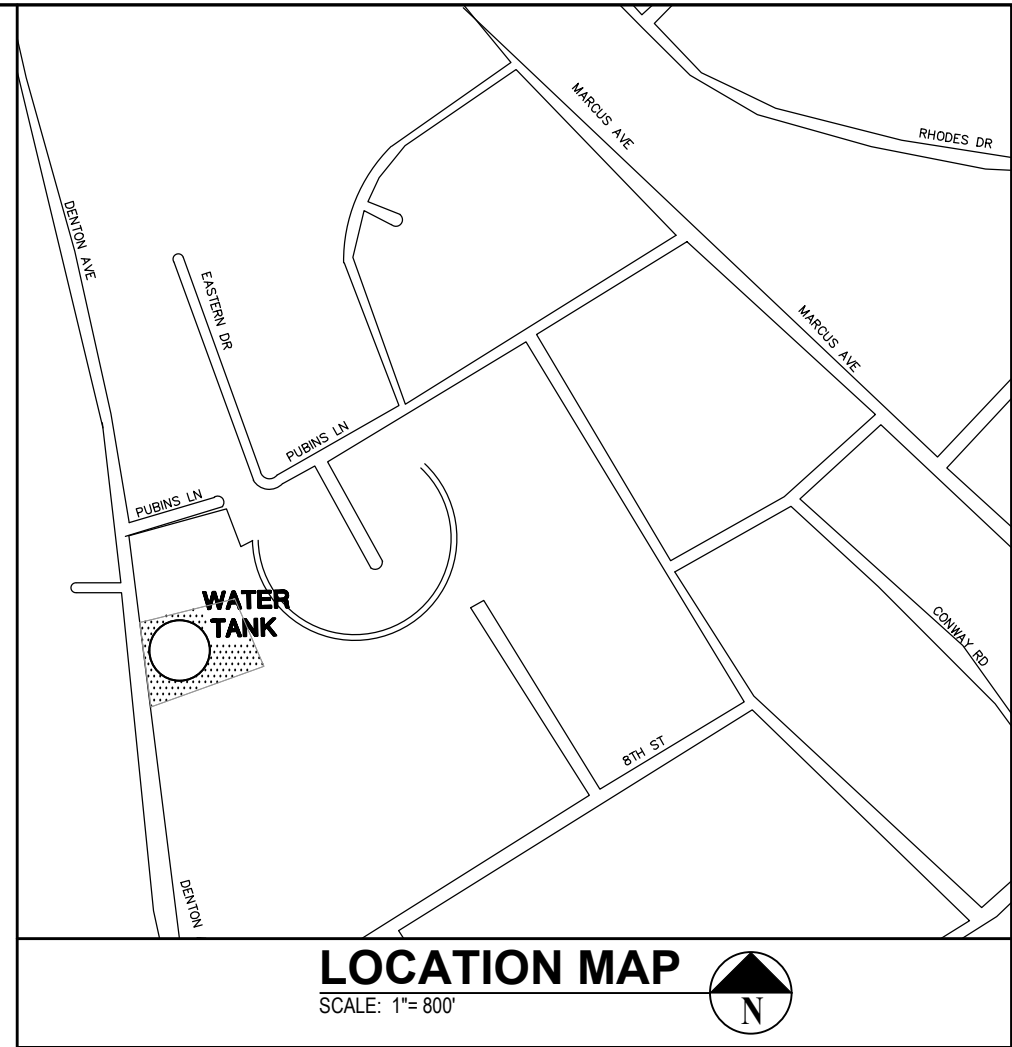 MARCUS AVE
RHODES DR
DENTON AVE
EASTERN DR
MARCUS AVE
PUBINS LN
PUBINS LN
WATER
TANK
CONWAY RD
8TH ST
DENTON
LOCATION MAP
SCALE: 1"= 800'
N